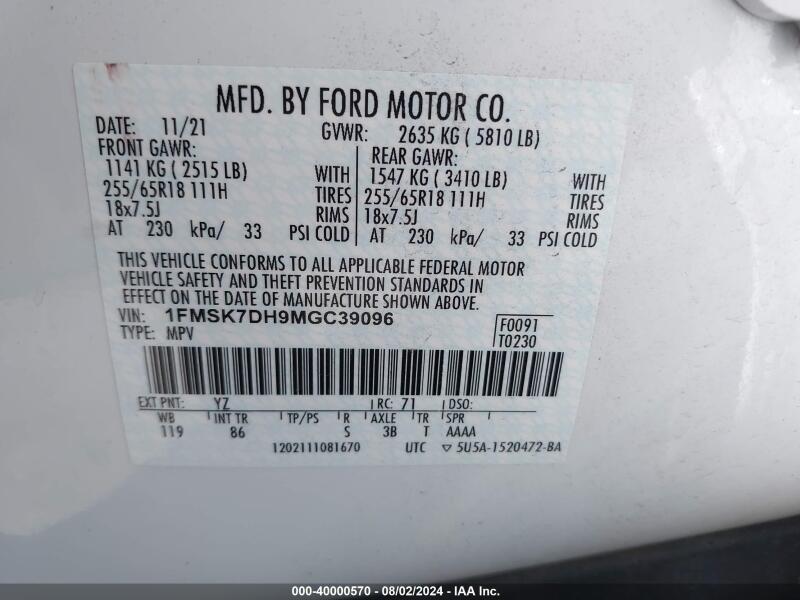 MFD. BY FORD MOTOR CO.
DATE: 11/21 GVWR: 2635 KG ( 5810 LB)
FRONT GAWR: REAR GAWR:
1141 KG ( 2515 LB) WITH 1547 KG ( 3410 LB) WITH
255/65R18 111H TIRES 255/65R18 111H TIRES
18x7.5J RIMS 18x7.5J RIMS
AT 230 kPa/ 33 PSI COLD AT 230 kPa/ 33 PSI COLD
THIS VEHICLE CONFORMS TO ALL APPLICABLE FEDERAL MOTOR
VEHICLE SAFETY AND THEFT PREVENTION STANDARDS IN
EFFECT ON THE DATE OF MANUFACTURE SHOWN ABOVE.
VIN: 1FMSK7DH9MGC39096 F0091
TYPE: MPV T0230
EXT PNT: YZ RC: 71 DSO:
WB INT TR TP/PS R AXLE TR SPR
119 86 S 3B T AAAA
1202111081670 UTC ▽ 5U5A-1520472-BA
000-40000570 - 08/02/2024 - IAAI.com